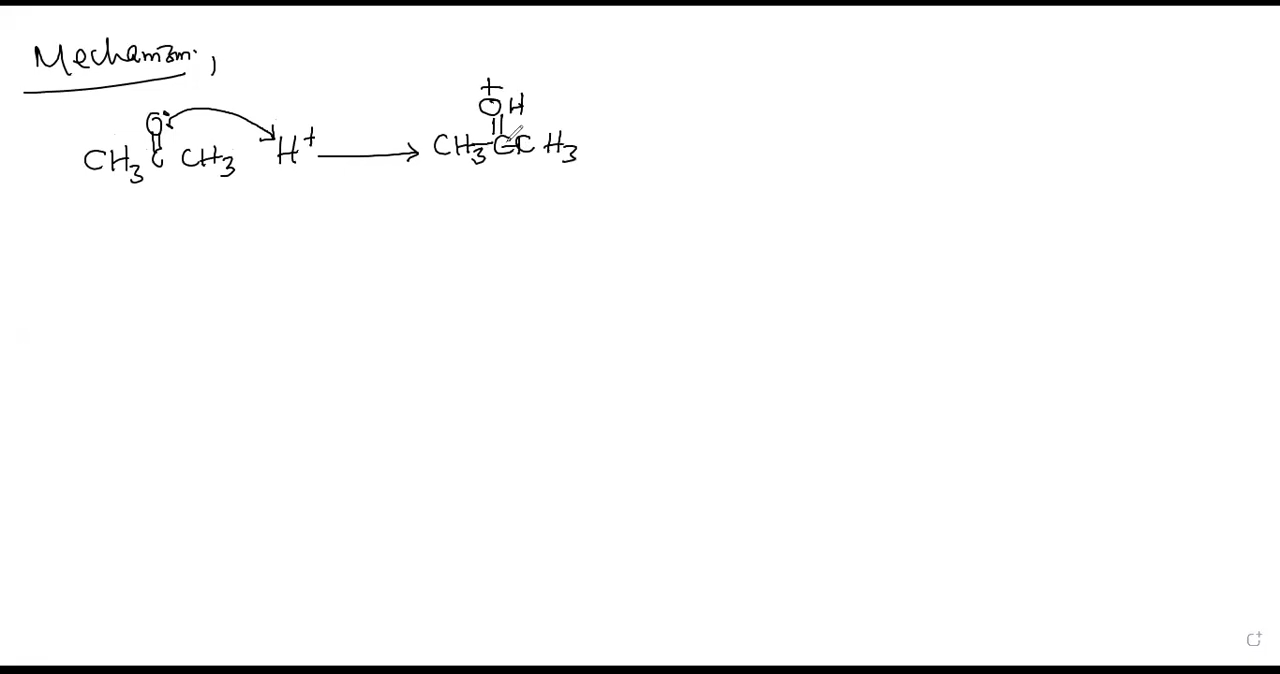 Mechanism,
O:
CH3 C CH3 H+ ⟶
+
OH
CH3-C-CH3